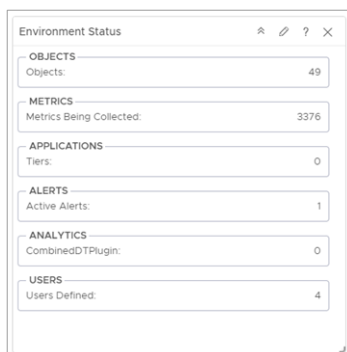 Environment Status ?
OBJECTS
Objects: 49
METRICS
Metrics Being Collected: 3376
APPLICATIONS
Tiers: 0
ALERTS
Active Alerts: 1
ANALYTICS
CombinedDTPlugin: 0
USERS
Users Defined: 4